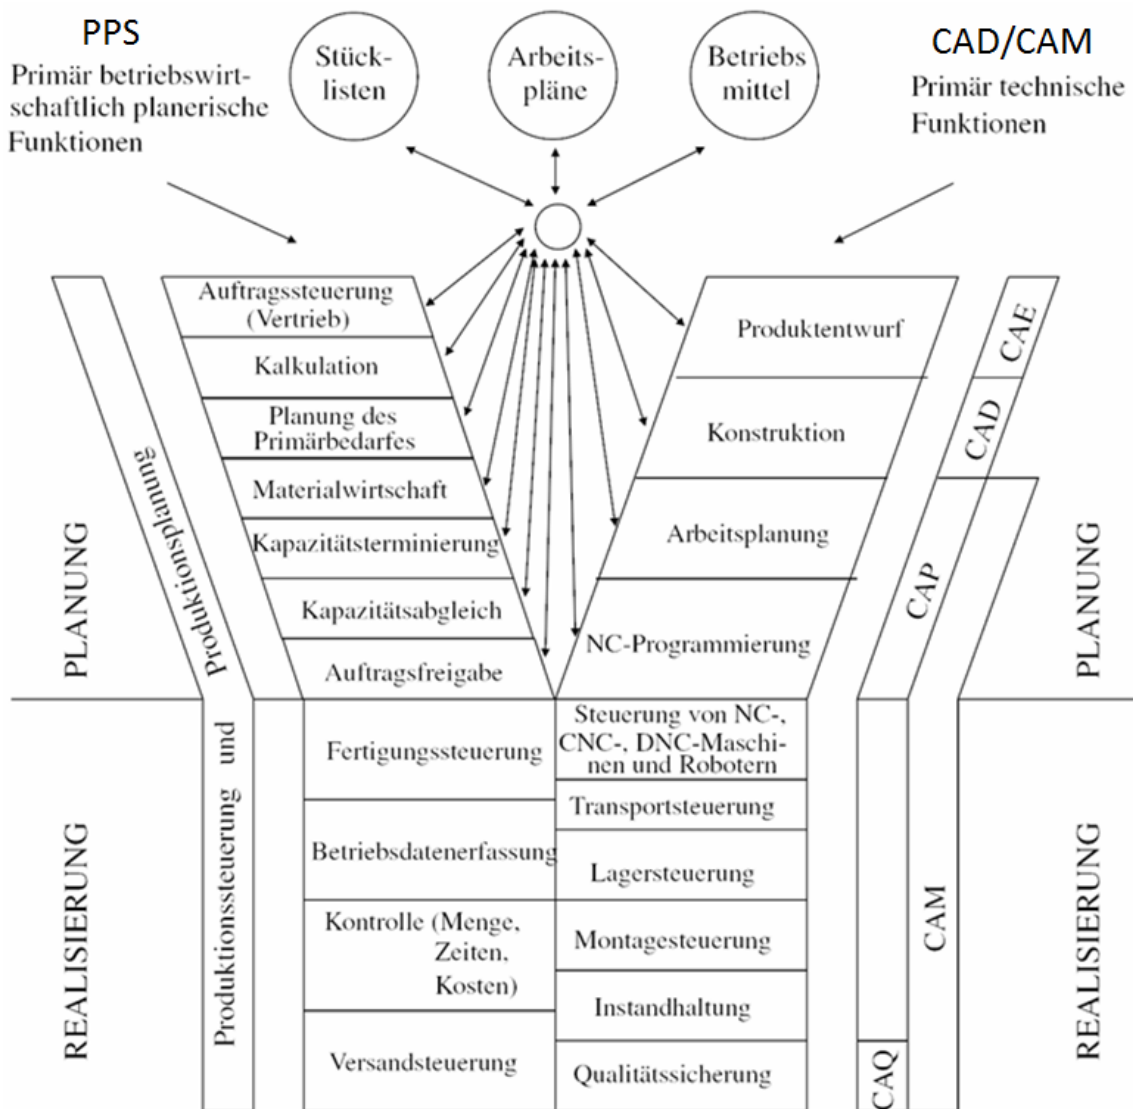 PPS
Primär betriebswirt-
schaftlich planerische
Funktionen
Stück-
listen
Arbeits-
pläne
Betriebs
mittel
CAD/CAM
Primär technische
Funktionen
Auftragssteuerung
(Vertrieb)
Kalkulation
Planung des
Primärbedarfes
Materialwirtschaft
Kapazitätsterminierung
Kapazitätsabgleich
Auftragsfreigabe
Produktentwurf
Konstruktion
Arbeitsplanung
NC-Programmierung
CAE
CAD
CAP
PLANUNG
Produktionssteuerung und
Produktionsplanung
PLANUNG
REALISIERUNG
Fertigungssteuerung
Betriebsdatenerfassung
Kontrolle (Menge,
Zeiten,
Kosten)
Versandsteuerung
Steuerung von NC-,
CNC-, DNC-Maschi-
nen und Robotern
Transportsteuerung
Lagersteuerung
Montagesteuerung
Instandhaltung
Qualitätssicherung
CAQ
CAM
REALISIERUNG